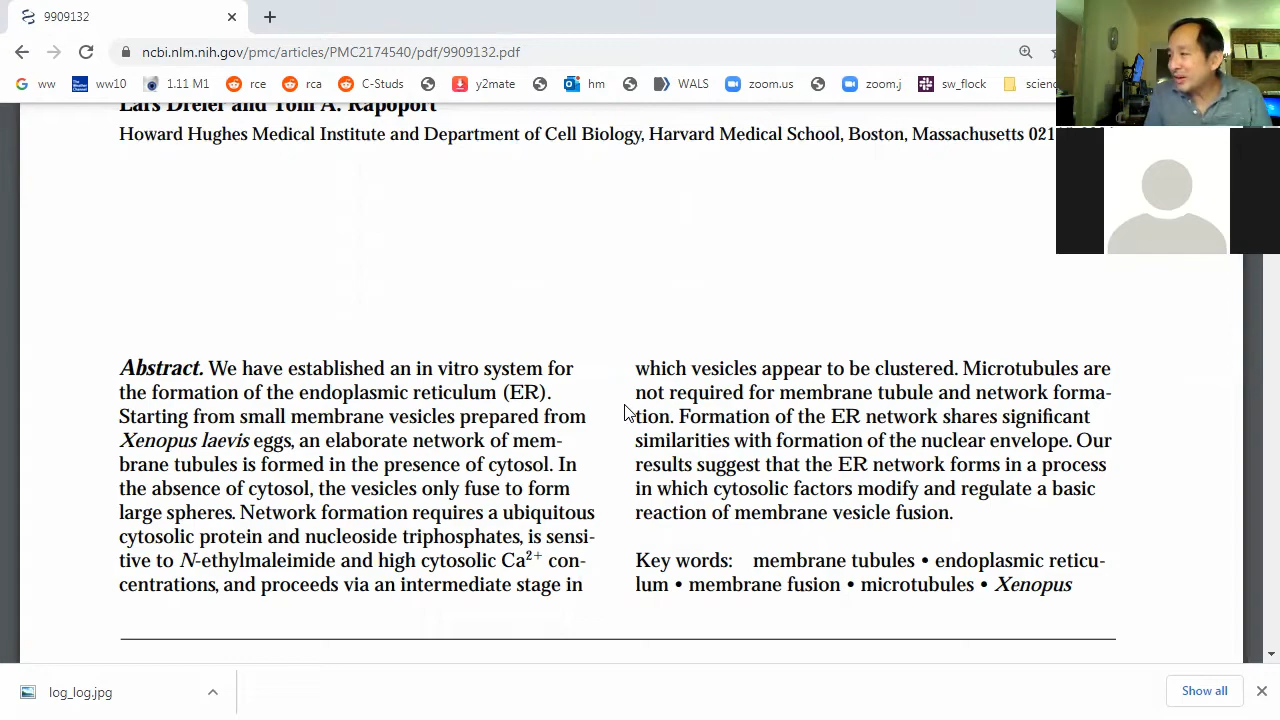 9909132
ncbi.nlm.nih.gov/pmc/articles/PMC2174540/pdf/9909132.pdf
ww ww10 1.11 M1 rce rca C-Studs y2mate hm WALS zoom.us zoom.j sw_flock scienc
Lars Dreier and Tom A. Rapoport
Howard Hughes Medical Institute and Department of Cell Biology, Harvard Medical School, Boston, Massachusetts
Abstract. We have established an in vitro system for
the formation of the endoplasmic reticulum (ER).
Starting from small membrane vesicles prepared from
Xenopus laevis eggs, an elaborate network of mem-
brane tubules is formed in the presence of cytosol. In
the absence of cytosol, the vesicles only fuse to form
large spheres. Network formation requires a ubiquitous
cytosolic protein and nucleoside triphosphates, is sensi-
tive to N-ethylmaleimide and high cytosolic Ca2+ con-
centrations, and proceeds via an intermediate stage in
which vesicles appear to be clustered. Microtubules are
not required for membrane tubule and network forma-
tion. Formation of the ER network shares significant
similarities with formation of the nuclear envelope. Our
results suggest that the ER network forms in a process
in which cytosolic factors modify and regulate a basic
reaction of membrane vesicle fusion.
Key words: membrane tubules • endoplasmic reticu-
lum • membrane fusion • microtubules • Xenopus
log_log.jpg
Show all